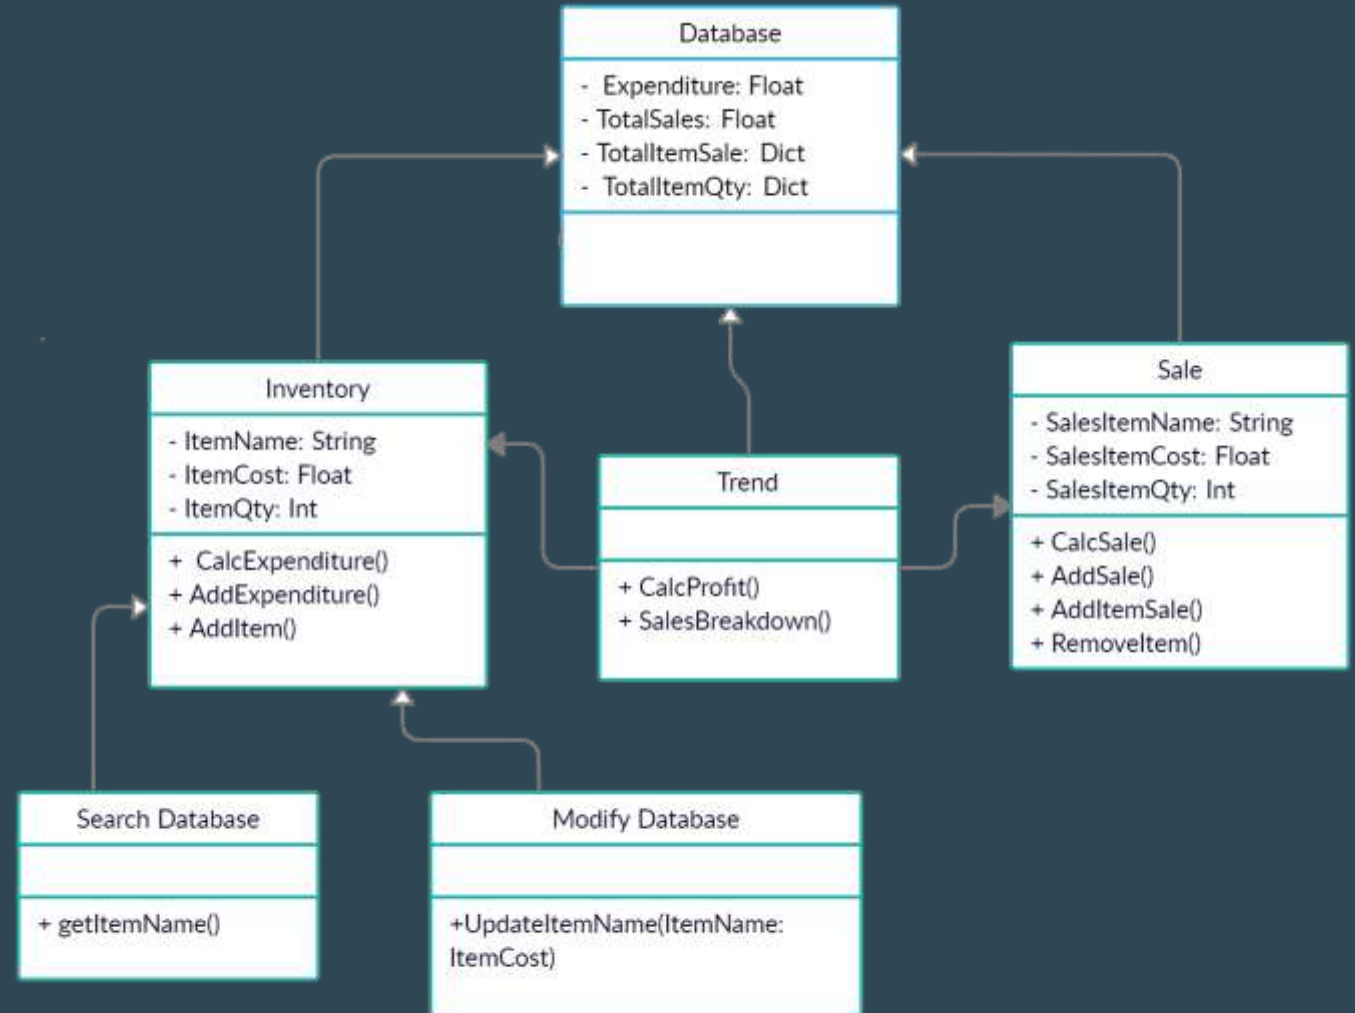 Database
- Expenditure: Float
- TotalSales: Float
- TotalItemSale: Dict
- TotalItemQty: Dict
Inventory
- ItemName: String
- ItemCost: Float
- ItemQty: Int
+ CalcExpenditure()
+ AddExpenditure()
+ AddItem()
Trend
+ CalcProfit()
+ SalesBreakdown()
Sale
- SalesItemName: String
- SalesItemCost: Float
- SalesItemQty: Int
+ CalcSale()
+ AddSale()
+ AddItemSale()
+ RemoveItem()
Search Database
+ getItemName()
Modify Database
+UpdateItemName(ItemName:
ItemCost)